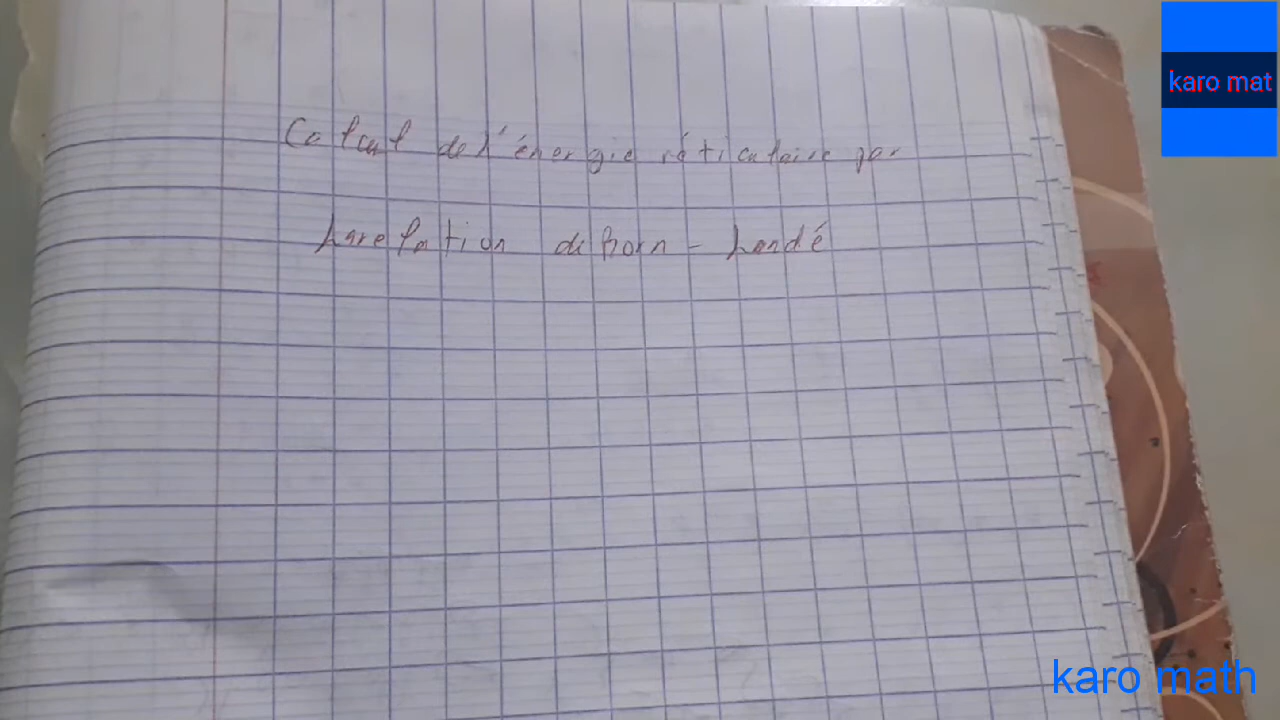 Calcul de l'énergie réticulaire par
la relation de Born - Landé
karo mat
karo math